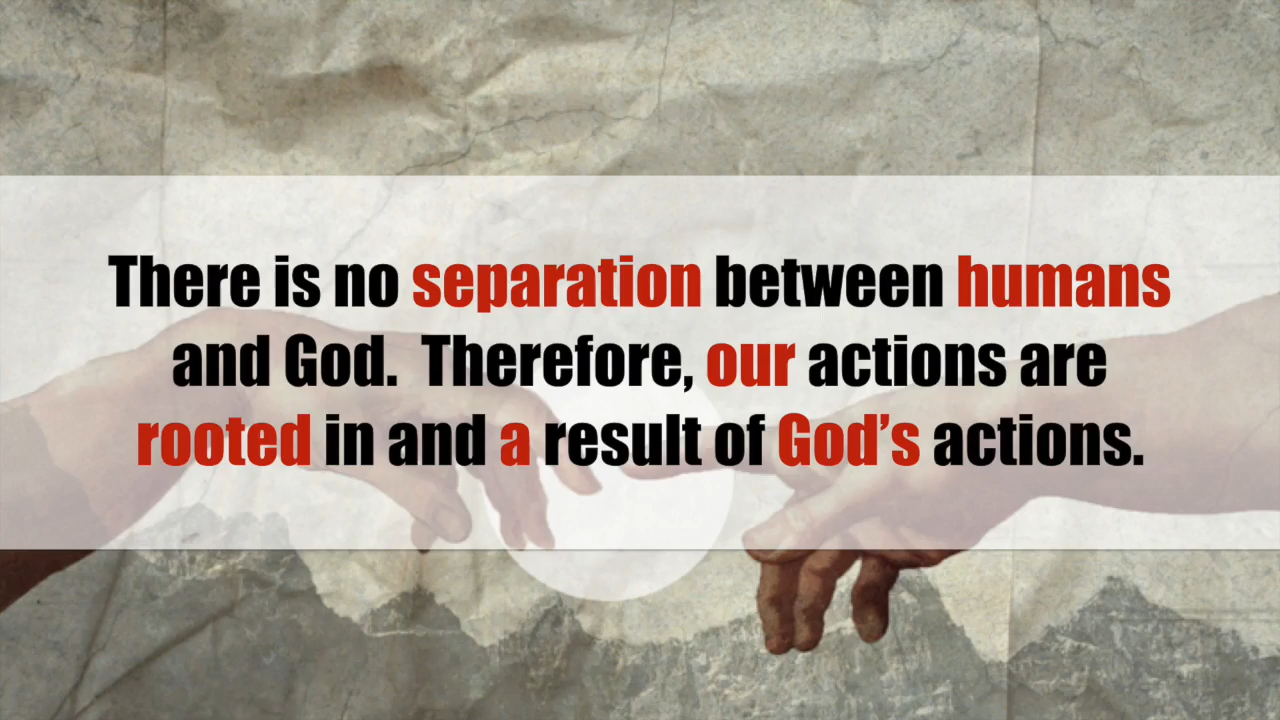 There is no separation between humans
and God.  Therefore, our actions are
rooted in and a result of God’s actions.